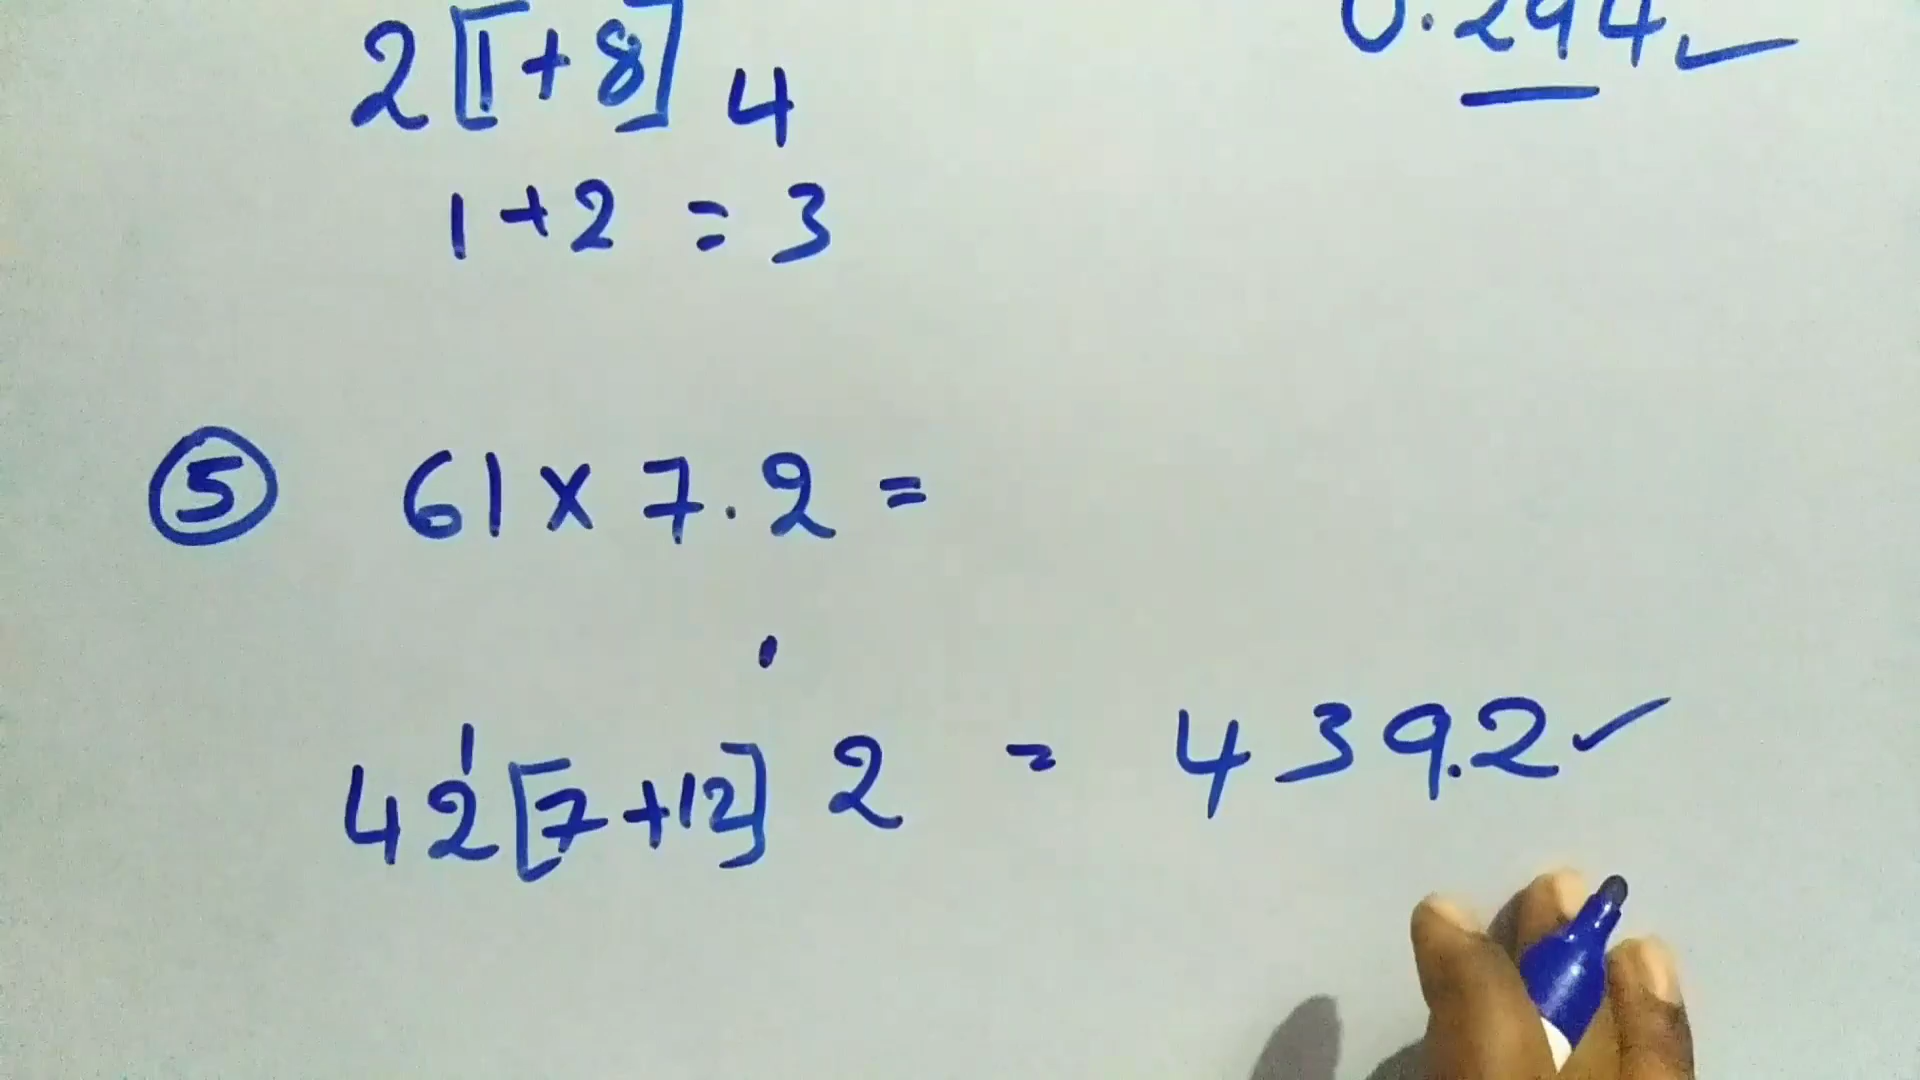 2 [1+8] 4
0.294 ✓
1+2 = 3
⑤ 61 x 7.2 =
1
42 [7+12] 2 = 439.2 ✓